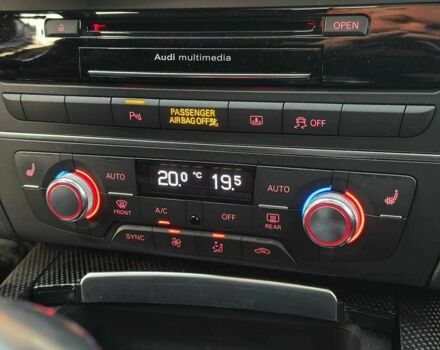 OPEN
Audi multimedia
P
PASSENGER
AIRBAG OFF
OFF
AUTO
20.0 °C 19.5
AUTO
FRONT
A/C
OFF
REAR
SYNC